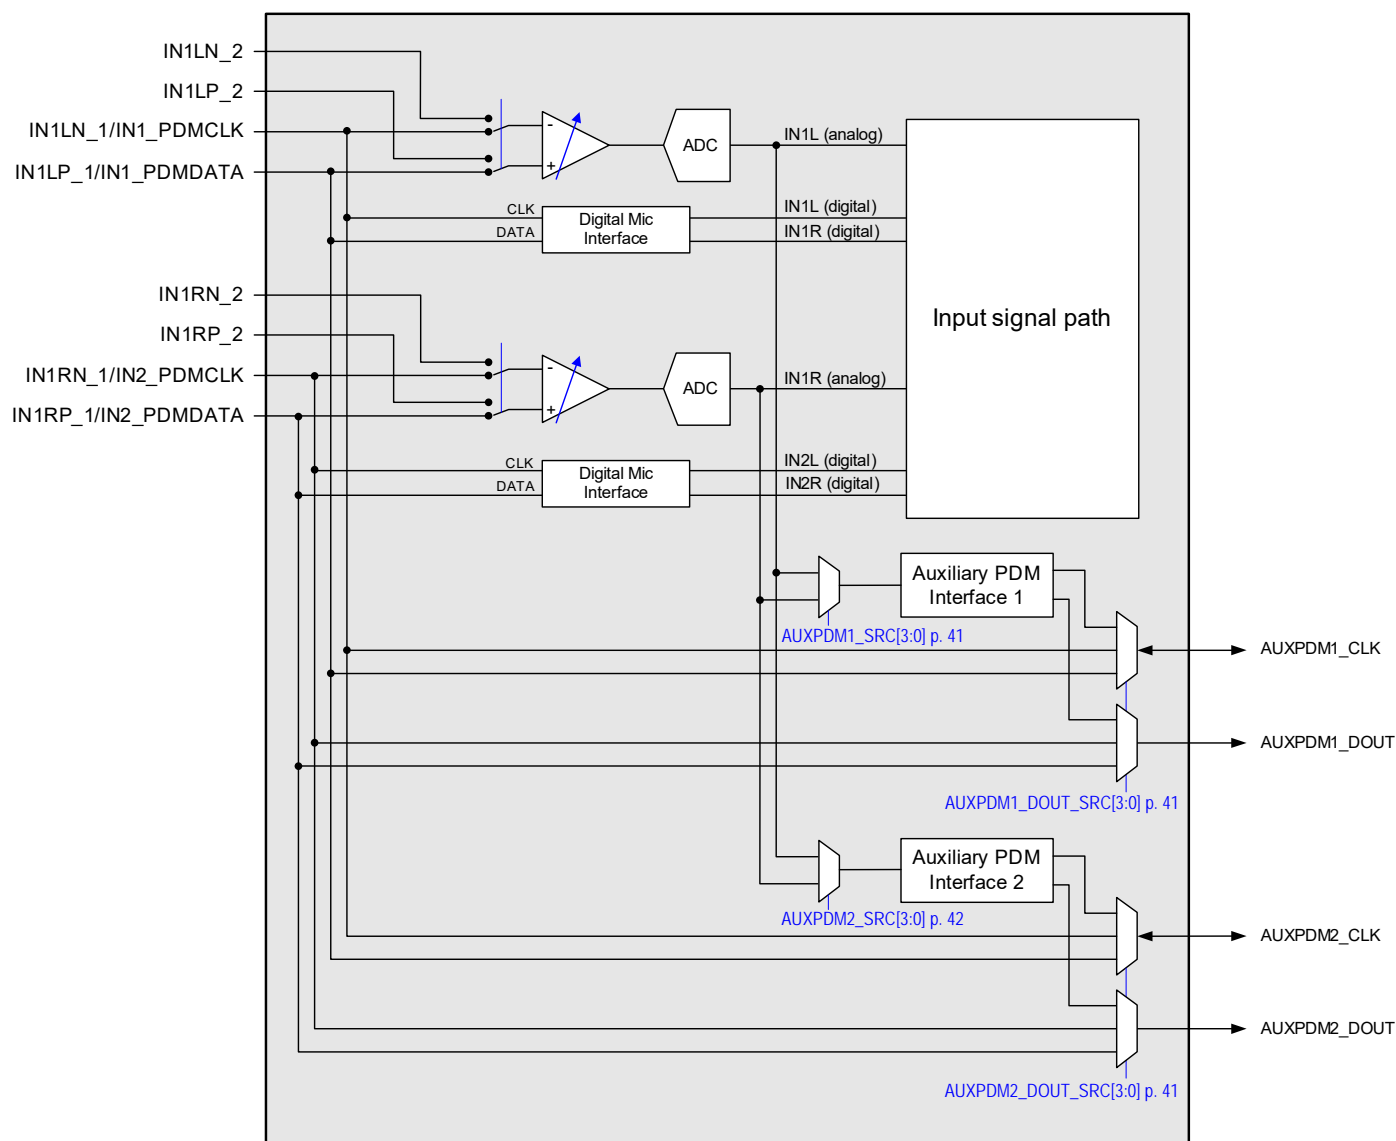 IN1LN_2
IN1LP_2
IN1LN_1/IN1_PDMCLK
IN1LP_1/IN1_PDMDATA
-
+
ADC
IN1L (analog)
CLK
DATA
Digital Mic
Interface
IN1L (digital)
IN1R (digital)
Input signal path
IN1RN_2
IN1RP_2
IN1RN_1/IN2_PDMCLK
IN1RP_1/IN2_PDMDATA
-
+
ADC
IN1R (analog)
CLK
DATA
Digital Mic
Interface
IN2L (digital)
IN2R (digital)
Auxiliary PDM
Interface 1
AUXPDM1_SRC[3:0] p. 41
AUXPDM1_CLK
AUXPDM1_DOUT
AUXPDM1_DOUT_SRC[3:0] p. 41
Auxiliary PDM
Interface 2
AUXPDM2_SRC[3:0] p. 42
AUXPDM2_CLK
AUXPDM2_DOUT
AUXPDM2_DOUT_SRC[3:0] p. 41